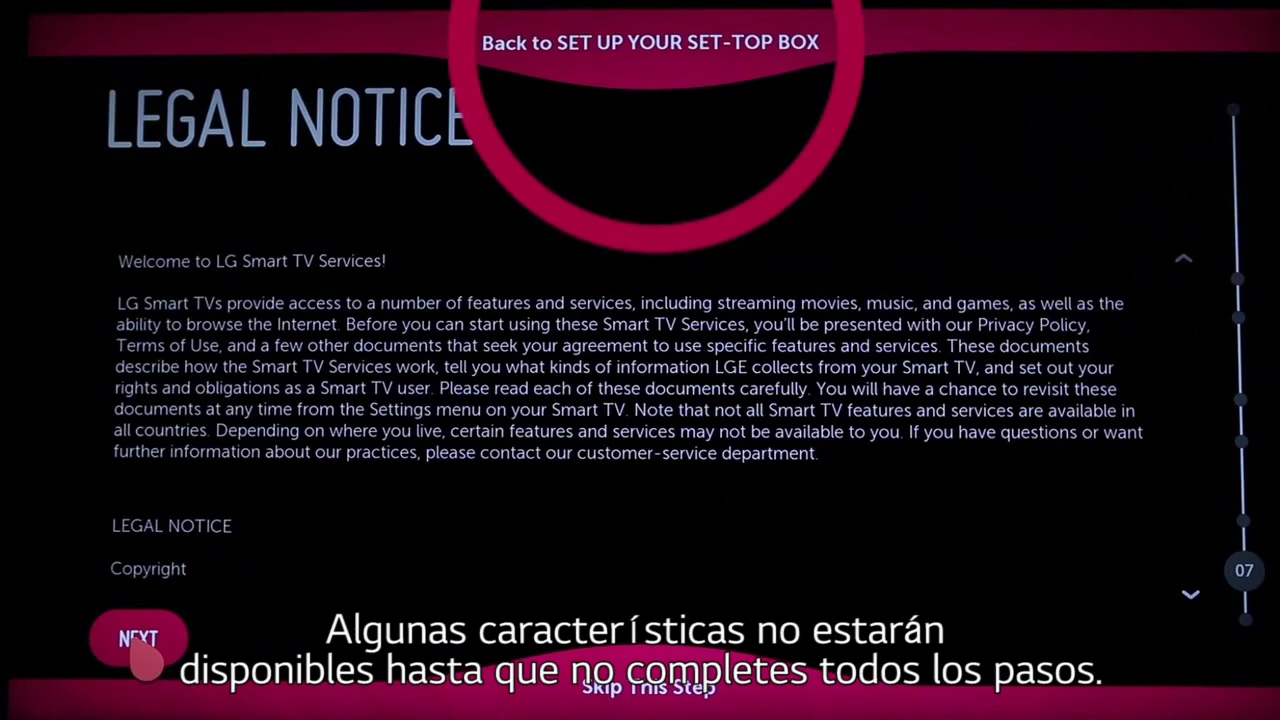 Back to SET UP YOUR SET-TOP BOX
LEGAL NOTICE
Welcome to LG Smart TV Services!
LG Smart TVs provide access to a number of features and services, including streaming movies, music, and games, as well as the
ability to browse the Internet. Before you can start using these Smart TV Services, you'll be presented with our Privacy Policy,
Terms of Use, and a few other documents that seek your agreement to use specific features and services. These documents
describe how the Smart TV Services work, tell you what kinds of information LGE collects from your Smart TV, and set out your
rights and obligations as a Smart TV user. Please read each of these documents carefully. You will have a chance to revisit these
documents at any time from the Settings menu on your Smart TV. Note that not all Smart TV features and services are available in
all countries. Depending on where you live, certain features and services may not be available to you. If you have questions or want
further information about our practices, please contact our customer-service department.
LEGAL NOTICE
Copyright
07
NEXT
Algunas características no estarán
disponibles hasta que no completes todos los pasos.
Skip This Step